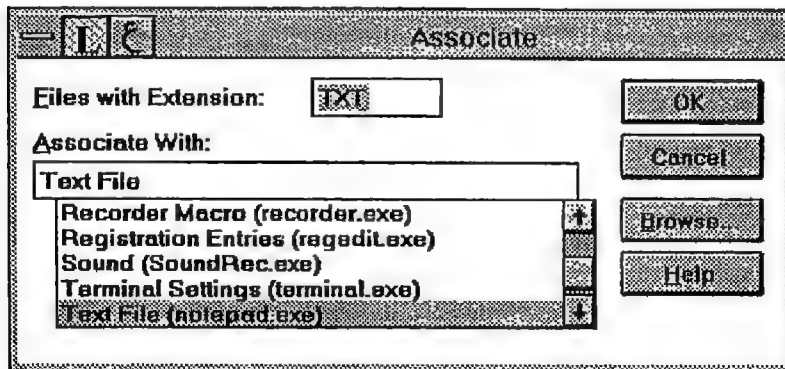 Associate
Files with Extension: TXT
OK
Associate With:
Cancel
Text File
Recorder Macro (recorder.exe)
Registration Entries (regedit.exe)
Sound (SoundRec.exe)
Terminal Settings (terminal.exe)
Text File (notepad.exe)
Browse...
Help